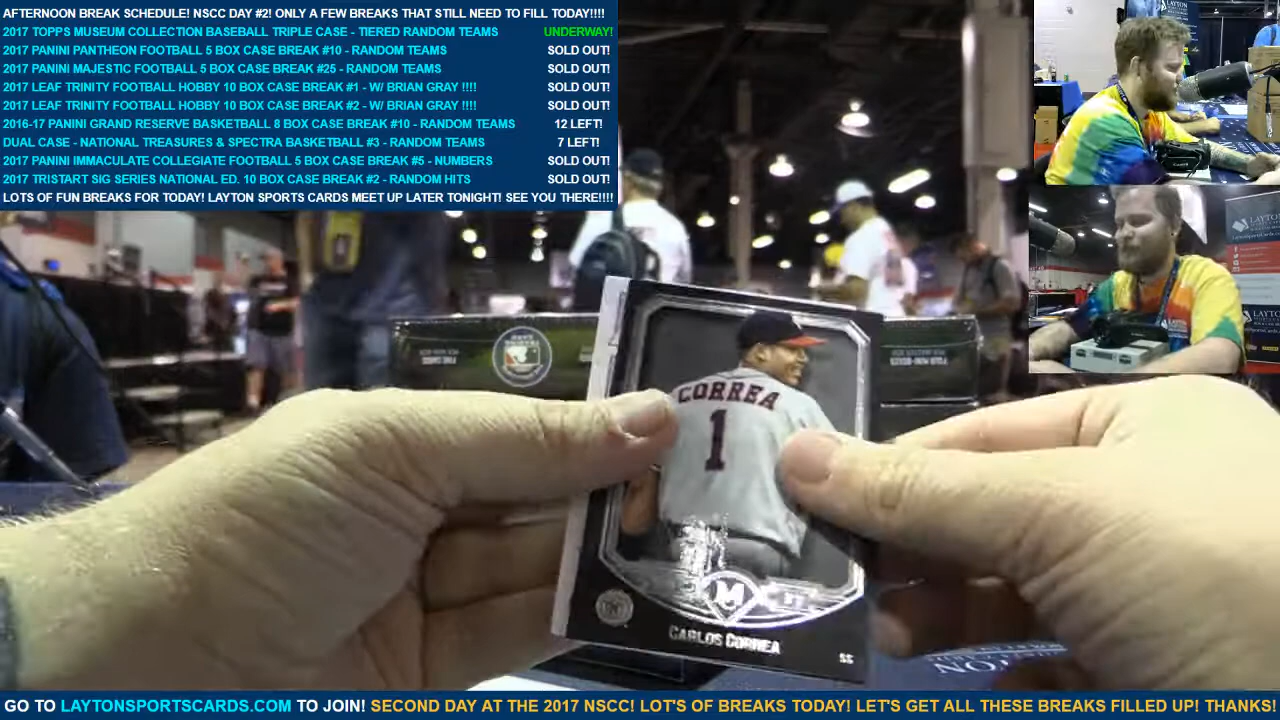 AFTERNOON BREAK SCHEDULE! NSCC DAY #2! ONLY A FEW BREAKS THAT STILL NEED TO FILL TODAY!!!!
2017 TOPPS MUSEUM COLLECTION BASEBALL TRIPLE CASE - TIERED RANDOM TEAMS UNDERWAY!
2017 PANINI PANTHEON FOOTBALL 5 BOX CASE BREAK #10 - RANDOM TEAMS SOLD OUT!
2017 PANINI MAJESTIC FOOTBALL 5 BOX CASE BREAK #25 - RANDOM TEAMS SOLD OUT!
2017 LEAF TRINITY FOOTBALL HOBBY 10 BOX CASE BREAK #1 - W/ BRIAN GRAY !!!! SOLD OUT!
2017 LEAF TRINITY FOOTBALL HOBBY 10 BOX CASE BREAK #2 - W/ BRIAN GRAY !!!! SOLD OUT!
2016-17 PANINI GRAND RESERVE BASKETBALL 8 BOX CASE BREAK #10 - RANDOM TEAMS 12 LEFT!
DUAL CASE - NATIONAL TREASURES & SPECTRA BASKETBALL #3 - RANDOM TEAMS 7 LEFT!
2017 PANINI IMMACULATE COLLEGIATE FOOTBALL 5 BOX CASE BREAK #5 - NUMBERS SOLD OUT!
2017 TRISTART SIG SERIES NATIONAL ED. 10 BOX CASE BREAK #2 - RANDOM HITS SOLD OUT!
LOTS OF FUN BREAKS FOR TODAY! LAYTON SPORTS CARDS MEET UP LATER TONIGHT! SEE YOU THERE!!!!
LAYTON
CORREA
1
M
CARLOS CORREA
SS
GO TO LAYTONSPORTSCARDS.COM TO JOIN! SECOND DAY AT THE 2017 NSCC! LOT'S OF BREAKS TODAY! LET'S GET ALL THESE BREAKS FILLED UP! THANKS!